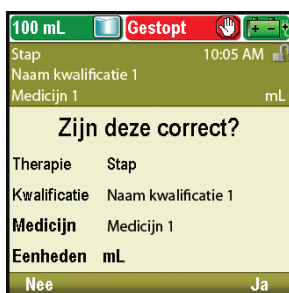 100 mL Gestopt
Stap 10:05 AM
Naam kwalificatie 1
Medicijn 1 mL
Zijn deze correct?
Therapie Stap
Kwalificatie Naam kwalificatie 1
Medicijn Medicijn 1
Eenheden mL
Nee Ja